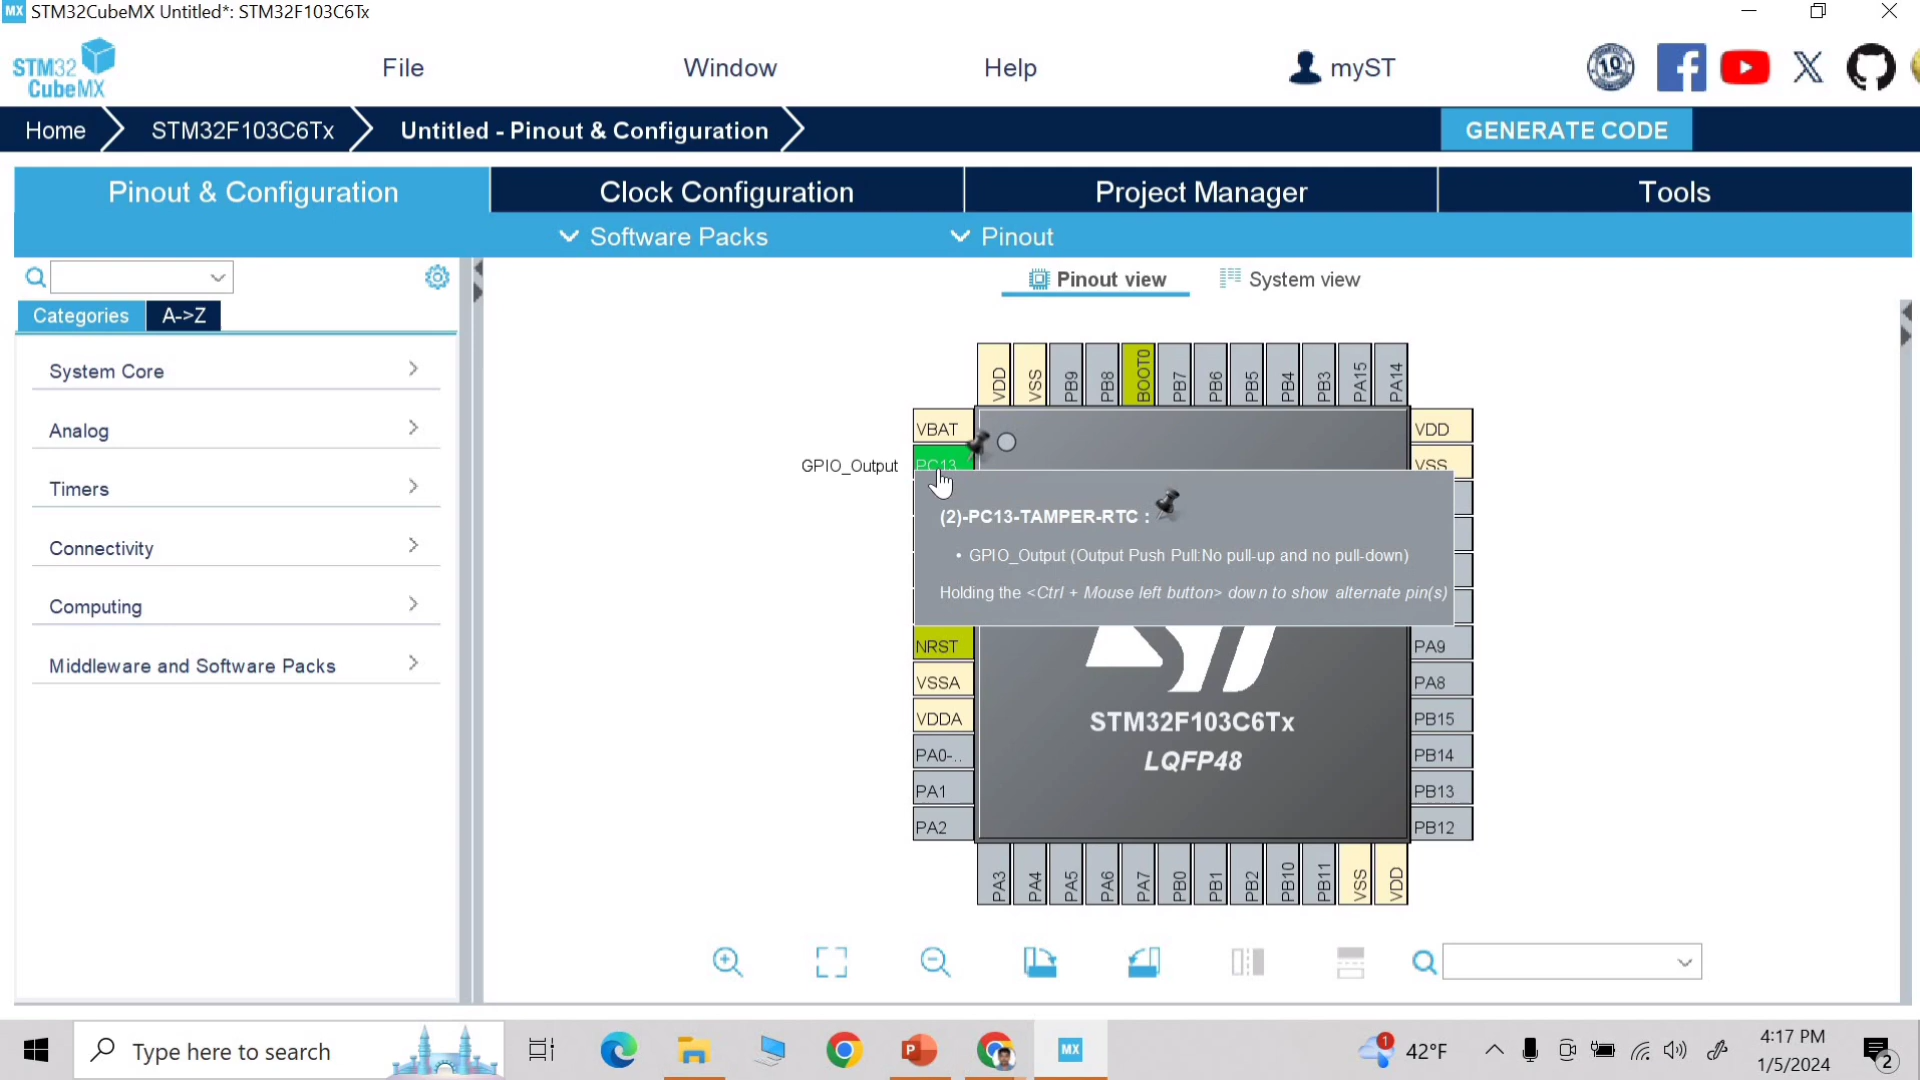 MX STM32CubeMX Untitled*: STM32F103C6Tx
STM32
CubeMX
File
Window
Help
myST
10
Home
STM32F103C6Tx
Untitled - Pinout & Configuration
GENERATE CODE
Pinout & Configuration
Clock Configuration
Project Manager
Tools
Software Packs
Pinout
Categories
A->Z
Pinout view
System view
System Core
Analog
Timers
Connectivity
Computing
Middleware and Software Packs
VDD
VSS
PB9
PB8
BOOT0
PB7
PB6
PB5
PB4
PB3
PA15
PA14
VBAT
VDD
GPIO_Output
PC13
VSS
(2)-PC13-TAMPER-RTC :
• GPIO_Output (Output Push Pull:No pull-up and no pull-down)
Holding the <Ctrl + Mouse left button> down to show alternate pin(s)
NRST
VSSA
VDDA
PA0-..
PA1
PA2
PA9
PA8
PB15
PB14
PB13
PB12
STM32F103C6Tx
LQFP48
PA3
PA4
PA5
PA6
PA7
PB0
PB1
PB2
PB10
PB11
VSS
VDD
Type here to search
P
MX
1
42°F
4:17 PM
1/5/2024
2